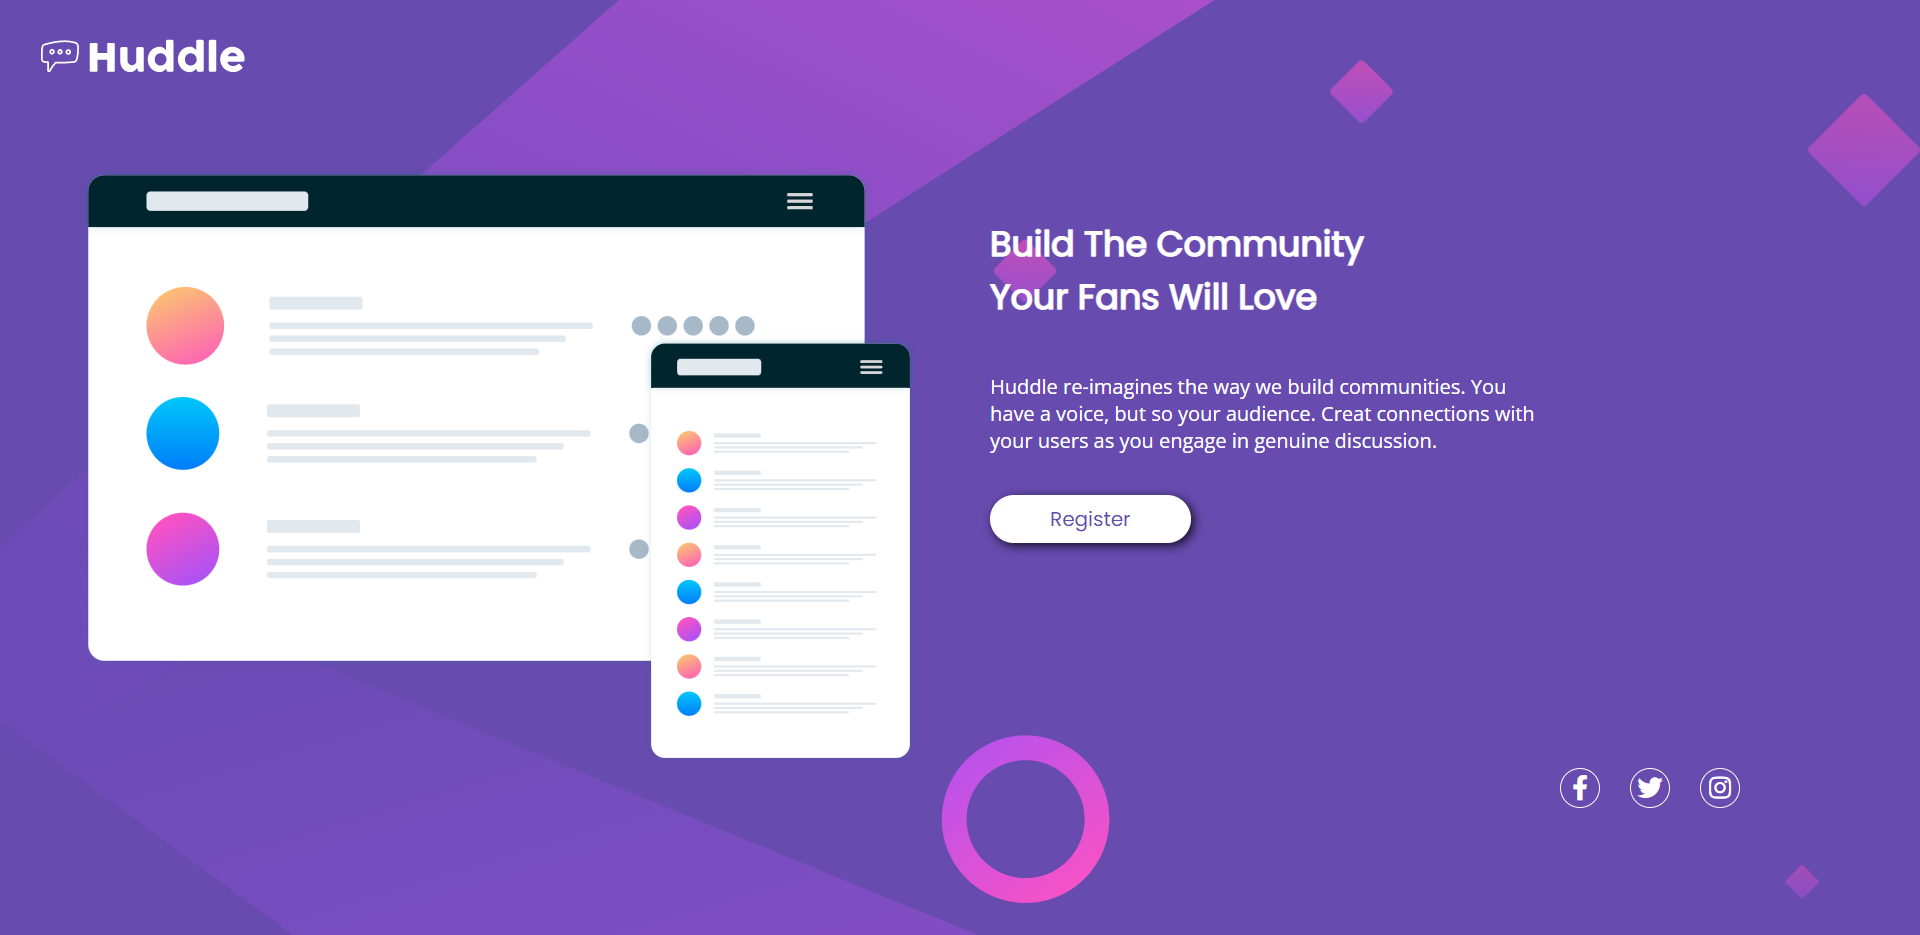 Huddle
Build The Community
Your Fans Will Love
Huddle re-imagines the way we build communities. You
have a voice, but so your audience. Creat connections with
your users as you engage in genuine discussion.
Register